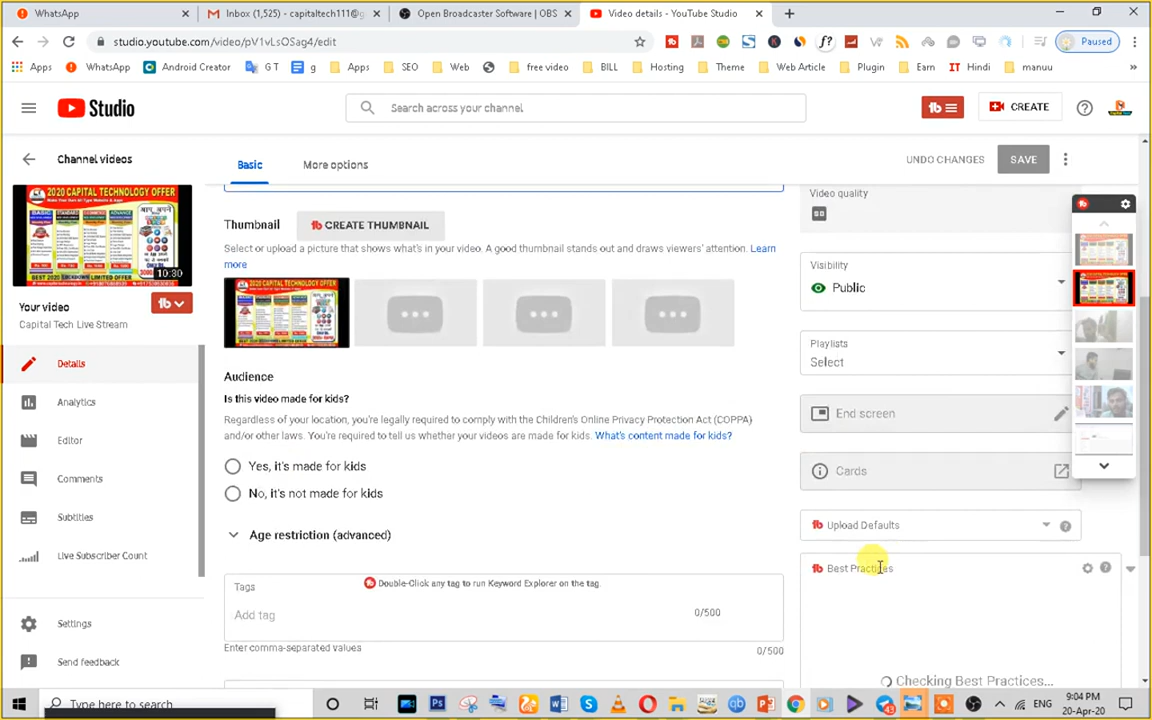 WhatsApp
Inbox (1,525) - capitaltech111@g
Open Broadcaster Software | OBS
Video details - YouTube Studio
studio.youtube.com/video/pV1vLsOSag4/edit
Paused
Apps
WhatsApp
Android Creator
G T
g
Apps
SEO
Web
free video
BILL
Hosting
Theme
Web Article
Plugin
Earn
IT Hindi
manuu
Studio
Search across your channel
CREATE
Channel videos
Basic
More options
UNDO CHANGES
SAVE
2020 CAPITAL TECHNOLOGY OFFER
10:30
Your video
Capital Tech Live Stream
Details
Analytics
Editor
Comments
Subtitles
Live Subscriber Count
Settings
Send feedback
Thumbnail
CREATE THUMBNAIL
Select or upload a picture that shows what's in your video. A good thumbnail stands out and draws viewers' attention. Learn
more
Audience
Is this video made for kids?
Regardless of your location, you're legally required to comply with the Children's Online Privacy Protection Act (COPPA)
and/or other laws. You're required to tell us whether your videos are made for kids. What's content made for kids?
Yes, it's made for kids
No, it's not made for kids
Age restriction (advanced)
Tags
Double-Click any tag to run Keyword Explorer on the tag.
Add tag
0/500
Enter comma-separated values
0/500
Video quality
Visibility
Public
Playlists
Select
End screen
Cards
Upload Defaults
Best Practices
Checking Best Practices...
Type here to search
43
ENG
9:04 PM
20-Apr-20